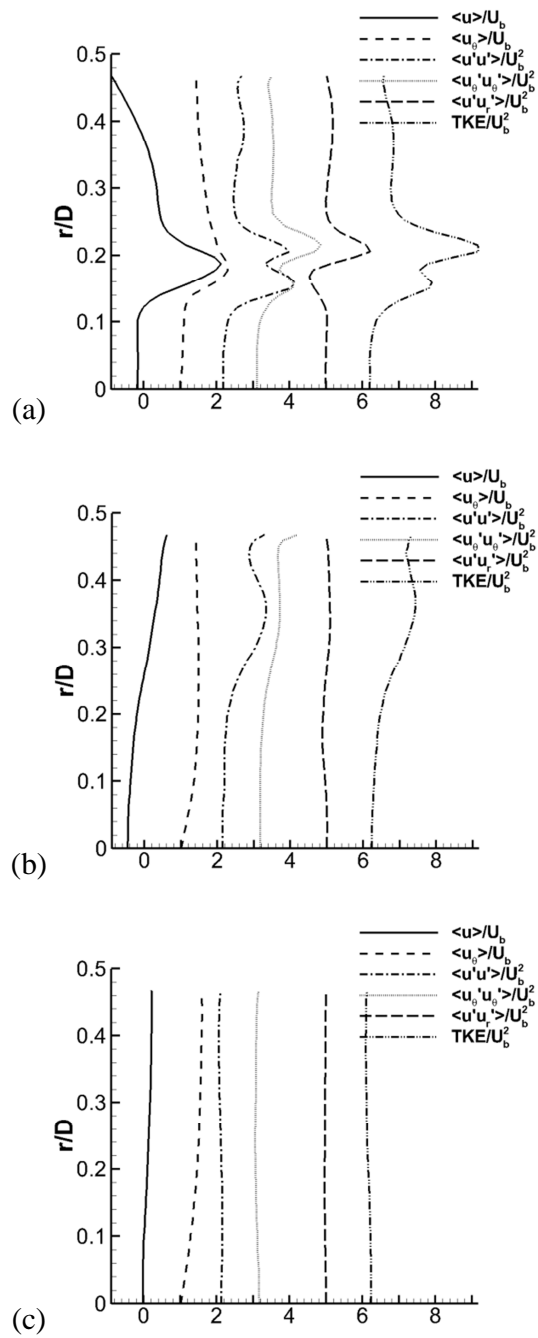 <u>/U_b
<u_θ>/U_b
<u'u'>/U_b^2
<u_θ'u_θ'>/U_b^2
<u'u_r'>/U_b^2
TKE/U_b^2
0.5
0.4
0.3
0.2
0.1
0
r/D
0 2 4 6 8
(a)
<u>/U_b
<u_θ>/U_b
<u'u'>/U_b^2
<u_θ'u_θ'>/U_b^2
<u'u_r'>/U_b^2
TKE/U_b^2
0.5
0.4
0.3
0.2
0.1
0
r/D
0 2 4 6 8
(b)
<u>/U_b
<u_θ>/U_b
<u'u'>/U_b^2
<u_θ'u_θ'>/U_b^2
<u'u_r'>/U_b^2
TKE/U_b^2
0.5
0.4
0.3
0.2
0.1
0
r/D
0 2 4 6 8
(c)